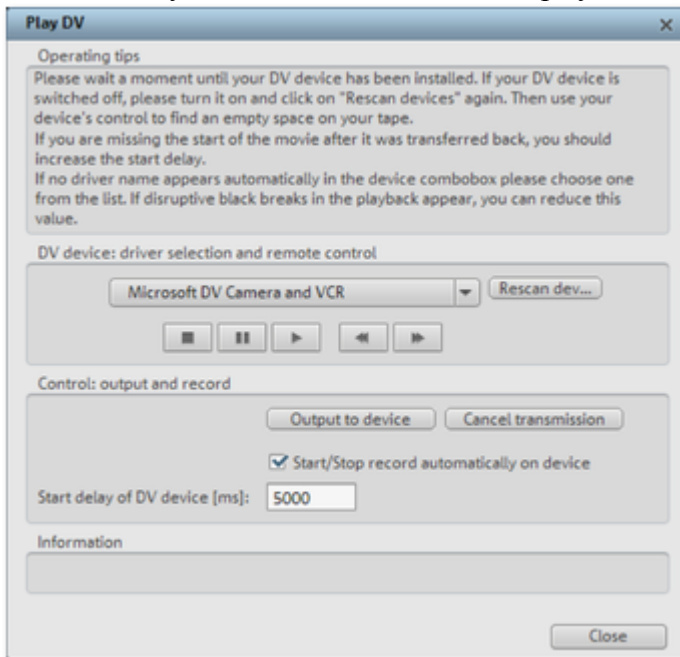 Play DV
Operating tips
Please wait a moment until your DV device has been installed. If your DV device is
switched off, please turn it on and click on "Rescan devices" again. Then use your
device's control to find an empty space on your tape.
If you are missing the start of the movie after it was transferred back, you should
increase the start delay.
If no driver name appears automatically in the device combobox please choose one
from the list. If disruptive black breaks in the playback appear, you can reduce this
value.
DV device: driver selection and remote control
Microsoft DV Camera and VCR
Rescan dev...
Control: output and record
Output to device
Cancel transmission
Start/Stop record automatically on device
Start delay of DV device [ms]: 5000
Information
Close